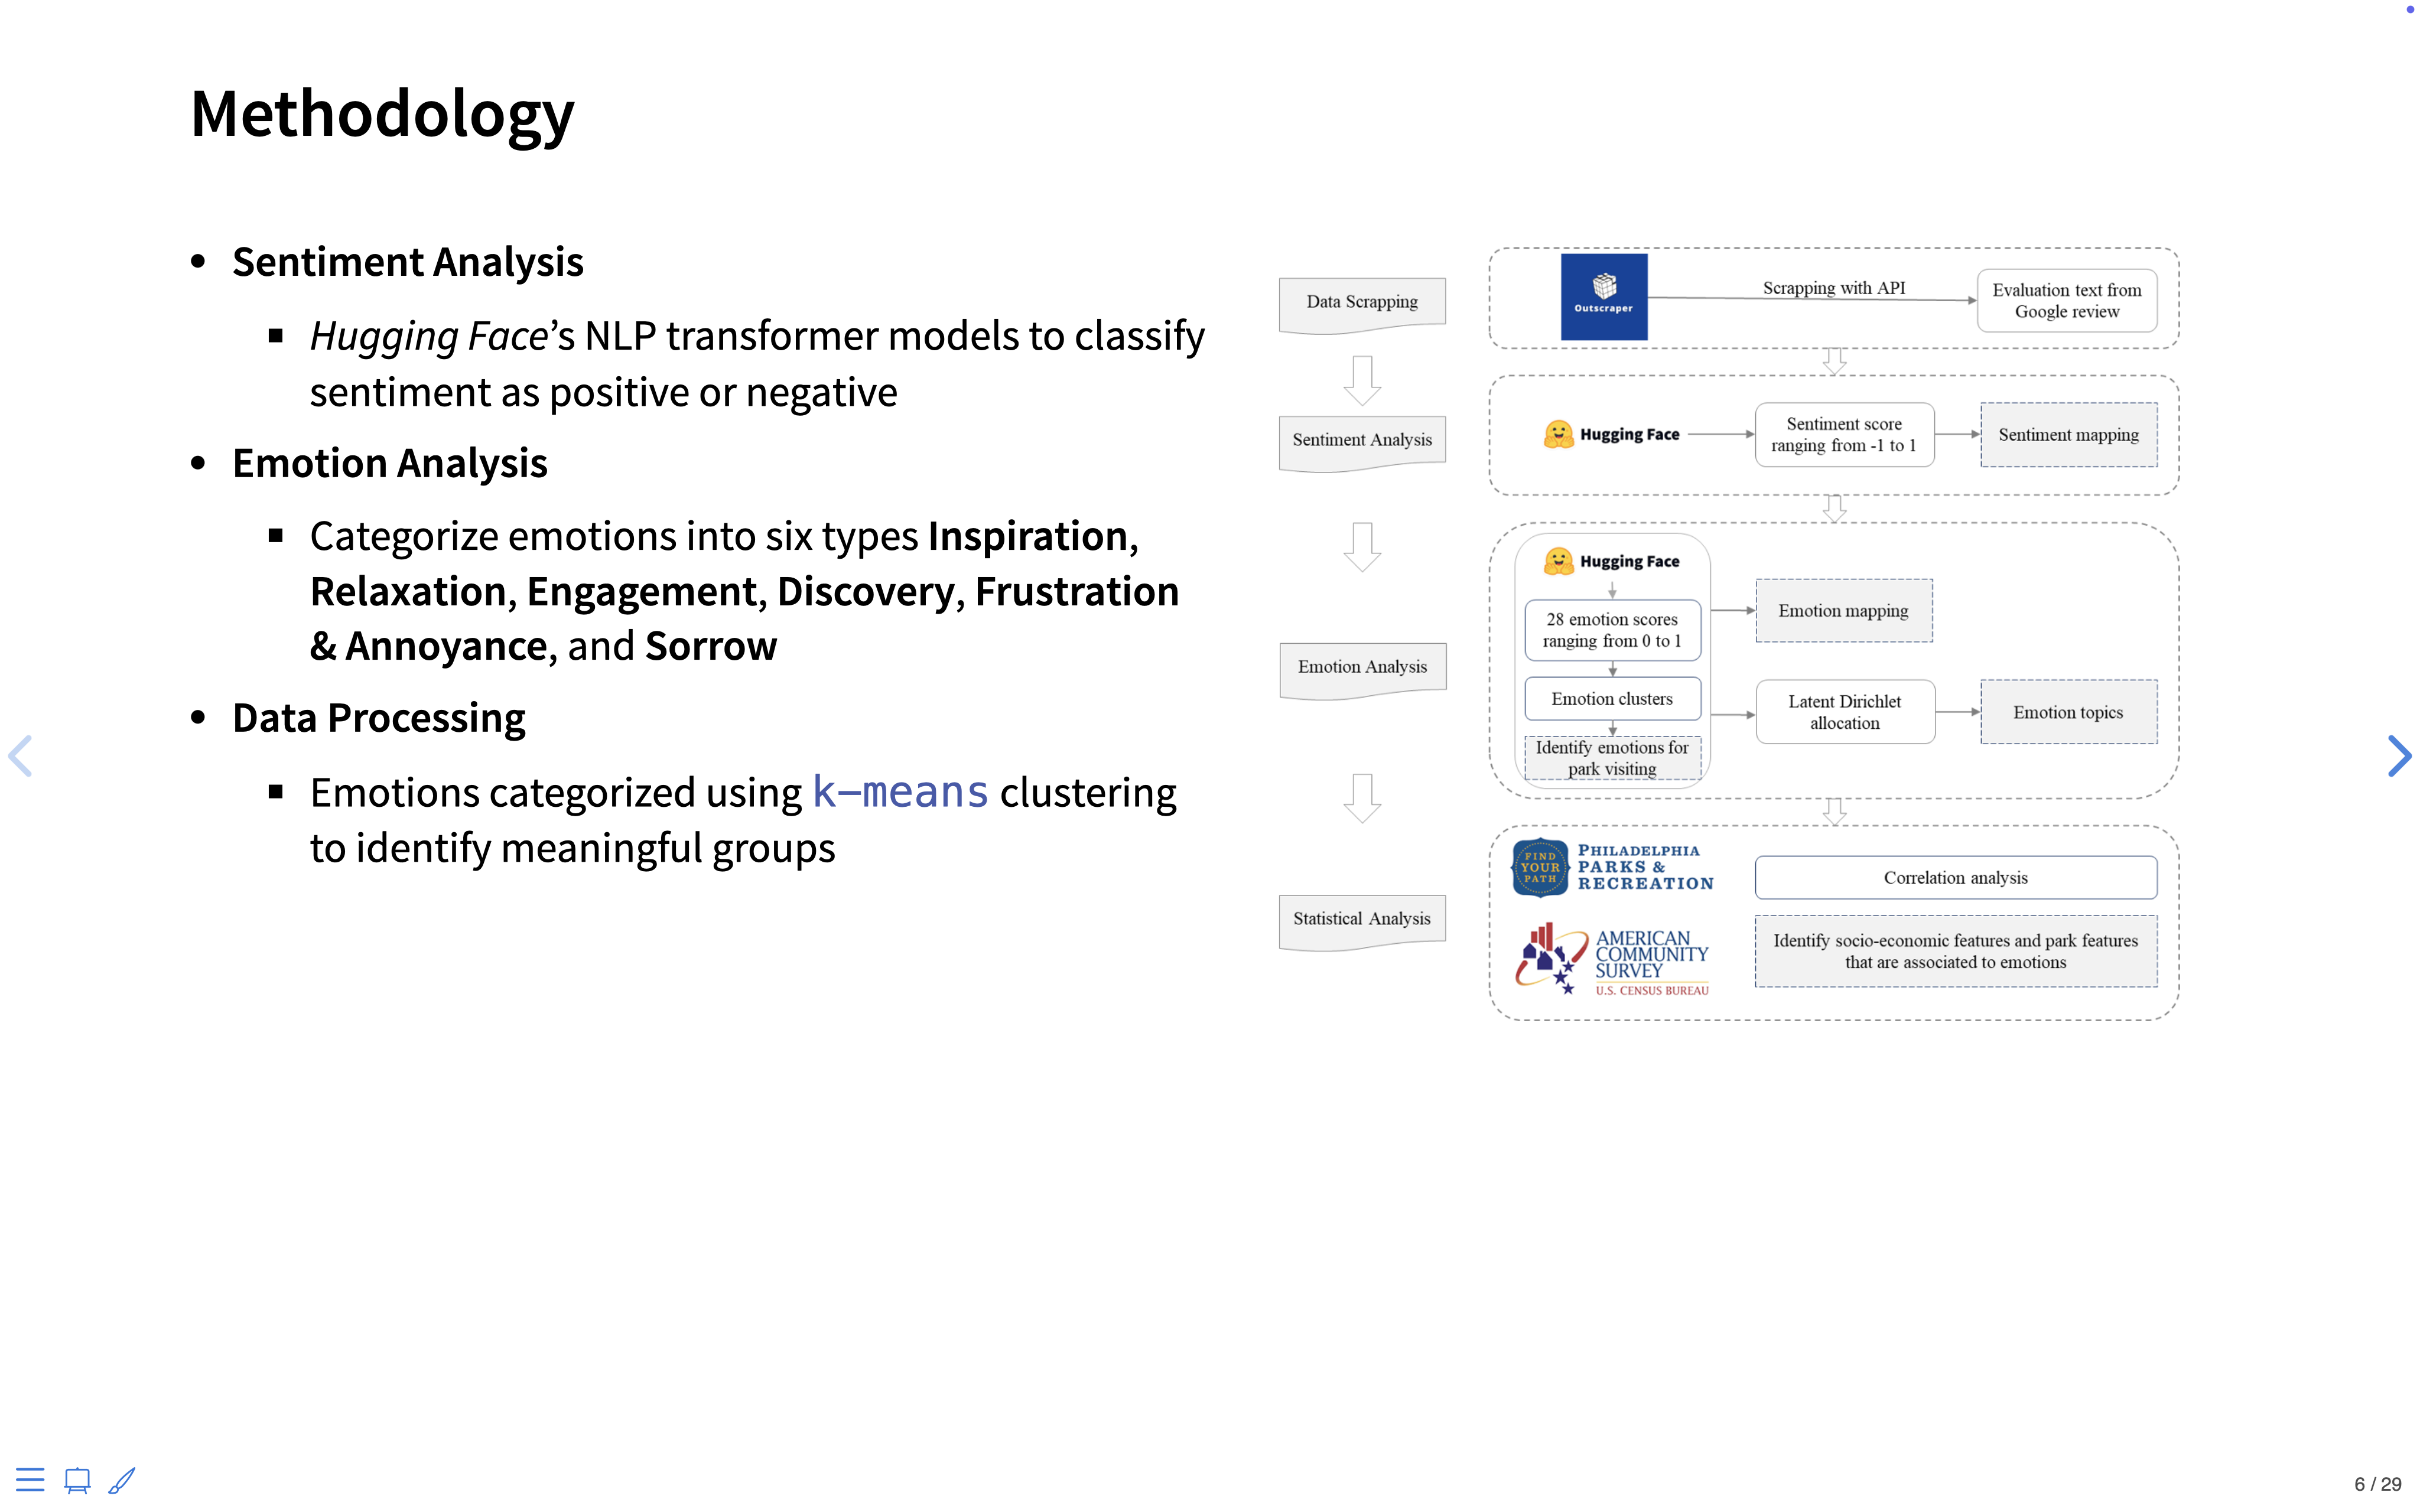 Methodology
• Sentiment Analysis
▪ Hugging Face’s NLP transformer models to classify
sentiment as positive or negative
• Emotion Analysis
▪ Categorize emotions into six types Inspiration,
Relaxation, Engagement, Discovery, Frustration
& Annoyance, and Sorrow
• Data Processing
▪ Emotions categorized using k-means clustering
to identify meaningful groups
Data Scrapping
Outscraper
Scrapping with API
Evaluation text from
Google review
Sentiment Analysis
Hugging Face
Sentiment score
ranging from -1 to 1
Sentiment mapping
Emotion Analysis
Hugging Face
28 emotion scores
ranging from 0 to 1
Emotion clusters
Identify emotions for
park visiting
Emotion mapping
Latent Dirichlet
allocation
Emotion topics
Statistical Analysis
FIND
YOUR
PATH
PHILADELPHIA
PARKS &
RECREATION
AMERICAN
COMMUNITY
SURVEY
U.S. CENSUS BUREAU
Correlation analysis
Identify socio-economic features and park features
that are associated to emotions
6 / 29